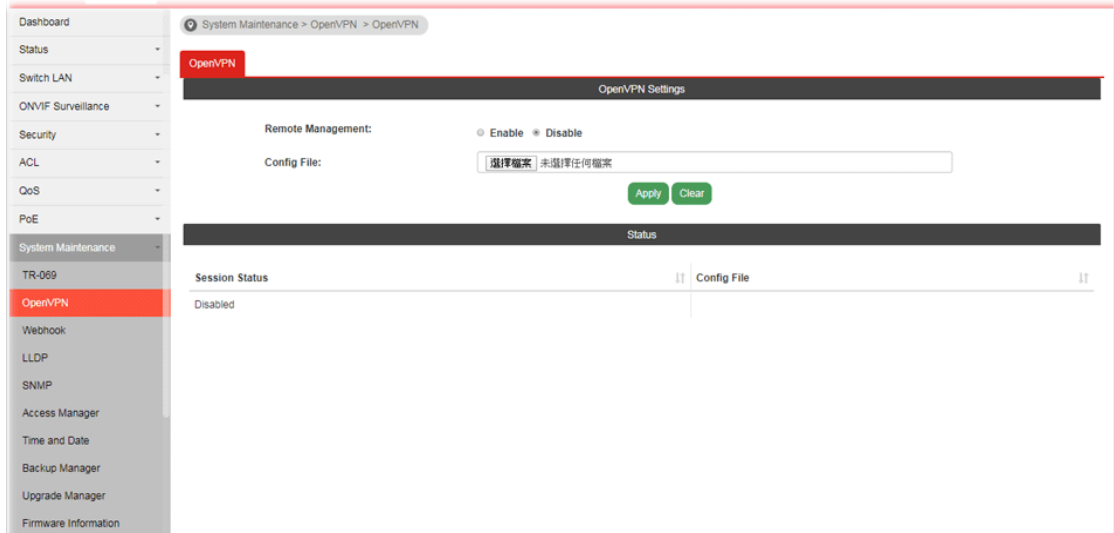 Dashboard
System Maintenance > OpenVPN > OpenVPN
Status
OpenVPN
Switch LAN
OpenVPN Settings
ONVIF Surveillance
Security
Remote Management:
Enable
Disable
ACL
Config File:
選擇檔案 未選擇任何檔案
QoS
Apply
Clear
PoE
Status
System Maintenance
TR-069
Session Status
Config File
OpenVPN
Disabled
Webhook
LLDP
SNMP
Access Manager
Time and Date
Backup Manager
Upgrade Manager
Firmware Information